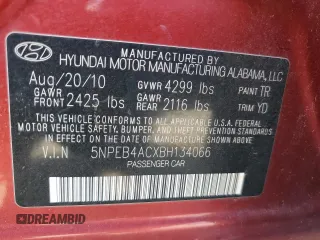 MANUFACTURED BY
HYUNDAI MOTOR MANUFACTURING ALABAMA, LLC
Aug/20/10 GVWR 4299 lbs PAINT TR
GAWR FRONT 2425 lbs GAWR REAR 2116 lbs TRIM YD
THIS VEHICLE CONFORMS TO ALL APPLICABLE U.S.A. FEDERAL
MOTOR VEHICLE SAFETY, BUMPER, AND THEFT PREVENTION
STANDARDS IN EFFECT ON THE DATE OF MANUFACTURE SHOWN ABOVE.
V.I.N 5NPEB4ACXBH134066
PASSENGER CAR
© DREAMBID